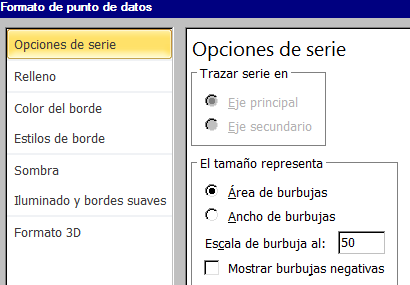 Formato de punto de datos
Opciones de serie
Relleno
Color del borde
Estilos de borde
Sombra
Iluminado y bordes suaves
Formato 3D
Opciones de serie
Trazar serie en
Eje principal
Eje secundario
El tamaño representa
Área de burbujas
Ancho de burbujas
Escala de burbuja al: 50
Mostrar burbujas negativas